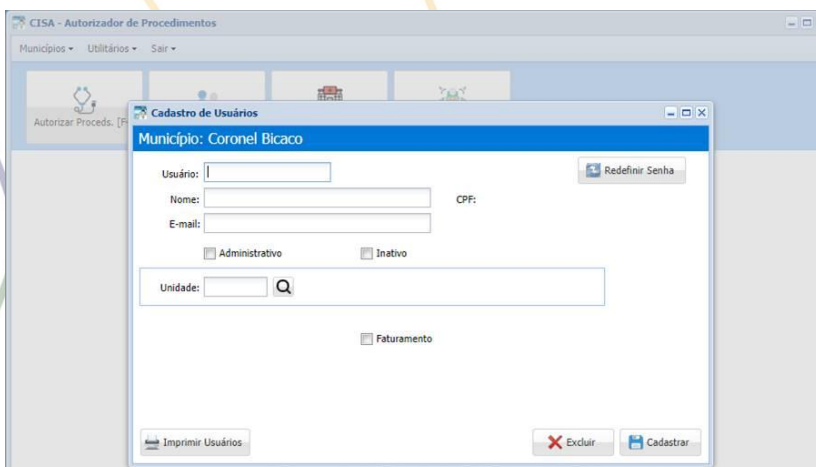 CISA - Autorizador de Procedimentos
Municípios Utilitários Sair
Autorizar Proceds. [F
Cadastro de Usuários
Município: Coronel Bicaco
Usuário: Redefinir Senha
Nome: CPF:
E-mail:
Administrativo Inativo
Unidade:
Faturamento
Imprimir Usuários Excluir Cadastrar